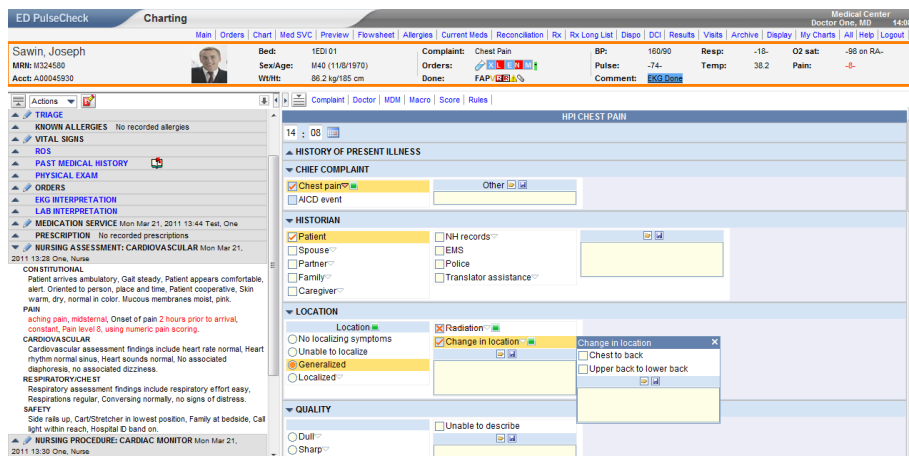 ED PulseCheck Charting Medical Center
Doctor One, MD 14:08
Main | Orders | Chart | Med SVC | Preview | Flowsheet | Allergies | Current Meds | Reconciliation | Rx | Rx Long List | Dispo | DCI | Results | Visits | Archive | Display | My Charts | All | Help | Logout
Sawin, Joseph Bed: 1EDI 01 Complaint: Chest Pain BP: 160/90 Resp: -18- O2 sat: -98 on RA-
MRN: M324580 Sex/Age: M40 (11/8/1970) Orders: X L E N M Pulse: -74- Temp: 38.2 Pain: -8-
Acct: A00045930 Wt/Ht: 86.2 kg/185 cm Done: FAPV Comment: EKG Done
Actions Complaint | Doctor | MDM | Macro | Score | Rules |
TRIAGE
KNOWN ALLERGIES No recorded allergies
VITAL SIGNS
ROS
PAST MEDICAL HISTORY
PHYSICAL EXAM
ORDERS
EKG INTERPRETATION
LAB INTERPRETATION
MEDICATION SERVICE Mon Mar 21, 2011 13:44 Test, One
PRESCRIPTION No recorded prescriptions
NURSING ASSESSMENT: CARDIOVASCULAR Mon Mar 21,
2011 13:28 One, Nurse
CONSTITUTIONAL
Patient arrives ambulatory, Gait steady, Patient appears comfortable,
alert. Oriented to person, place and time, Patient cooperative, Skin
warm, dry, normal in color. Mucous membranes moist, pink.
PAIN
aching pain, midsternal, Onset of pain 2 hours prior to arrival,
constant, Pain level 8, using numeric pain scoring.
CARDIOVASCULAR
Cardiovascular assessment findings include heart rate normal, Heart
rhythm normal sinus, Heart sounds normal, No associated
diaphoresis, no associated dizziness.
RESPIRATORY/CHEST
Respiratory assessment findings include respiratory effort easy,
Respirations regular, Conversing normally, no signs of distress.
SAFETY
Side rails up, Cart/Stretcher in lowest position, Family at bedside, Call
light within reach, Hospital ID band on.
NURSING PROCEDURE: CARDIAC MONITOR Mon Mar 21,
2011 13:30 One, Nurse
HPI CHEST PAIN
14 : 08
HISTORY OF PRESENT ILLNESS
CHIEF COMPLAINT
Chest pain Other
AICD event
HISTORIAN
Patient NH records
Spouse EMS
Partner Police
Family Translator assistance
Caregiver
LOCATION
Location Radiation
No localizing symptoms Change in location Change in location X
Unable to localize Chest to back
Generalized Upper back to lower back
Localized
QUALITY
Unable to describe
Dull
Sharp